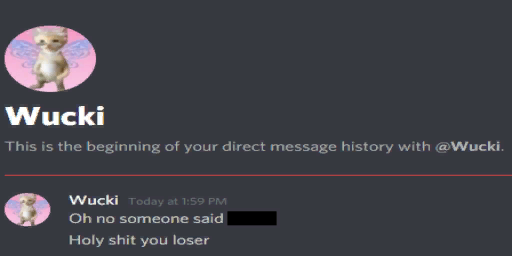 Wucki
This is the beginning of your direct message history with @Wucki.
Wucki Today at 1:59 PM
Oh no someone said
Holy shit you loser